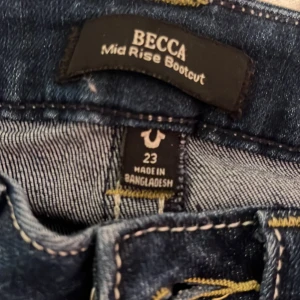 BECCA
Mid Rise Bootcut
23
MADE IN
BANGLADESH